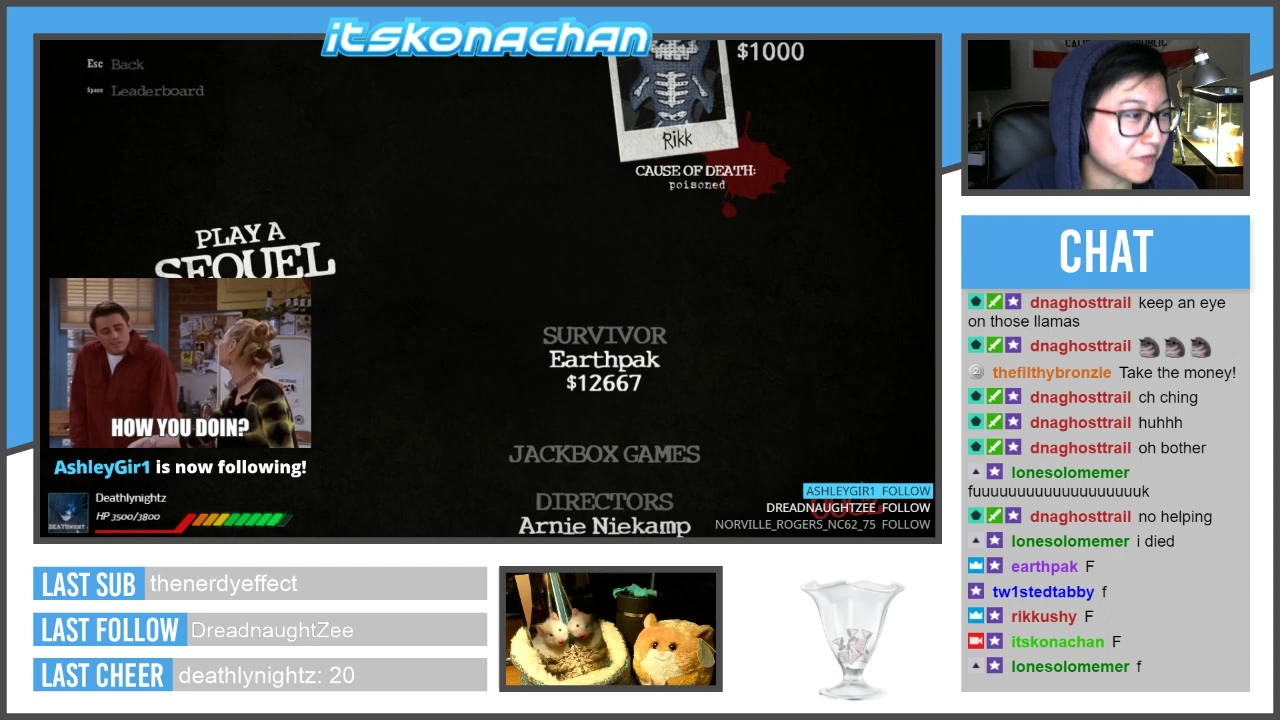 itskonachan
Esc Back
Space Leaderboard
$1000
Rikk
CAUSE OF DEATH:
poisoned
PLAY A
SEQUEL
HOW YOU DOIN?
AshleyGir1 is now following!
Deathlynightz
HP 3500/3800
DEATHNIGHT
SURVIVOR
Earthpak
$12667
JACKBOX GAMES
DIRECTORS
Arnie Niekamp
ASHLEYGIR1 FOLLOW
DREADNAUGHTZEE FOLLOW
NORVILLE_ROGERS_NC62_75 FOLLOW
LAST SUB thenerdyeffect
LAST FOLLOW DreadnaughtZee
LAST CHEER deathlynightz: 20
CHAT
dnaghosttrail keep an eye
on those llamas
dnaghosttrail
2 thefilthybronzie Take the money!
dnaghosttrail ch ching
dnaghosttrail huhhh
dnaghosttrail oh bother
lonesolomemer
fuuuuuuuuuuuuuuuuuuuk
dnaghosttrail no helping
lonesolomemer i died
earthpak F
tw1stedtabby f
rikkushy F
itskonachan F
lonesolomemer f